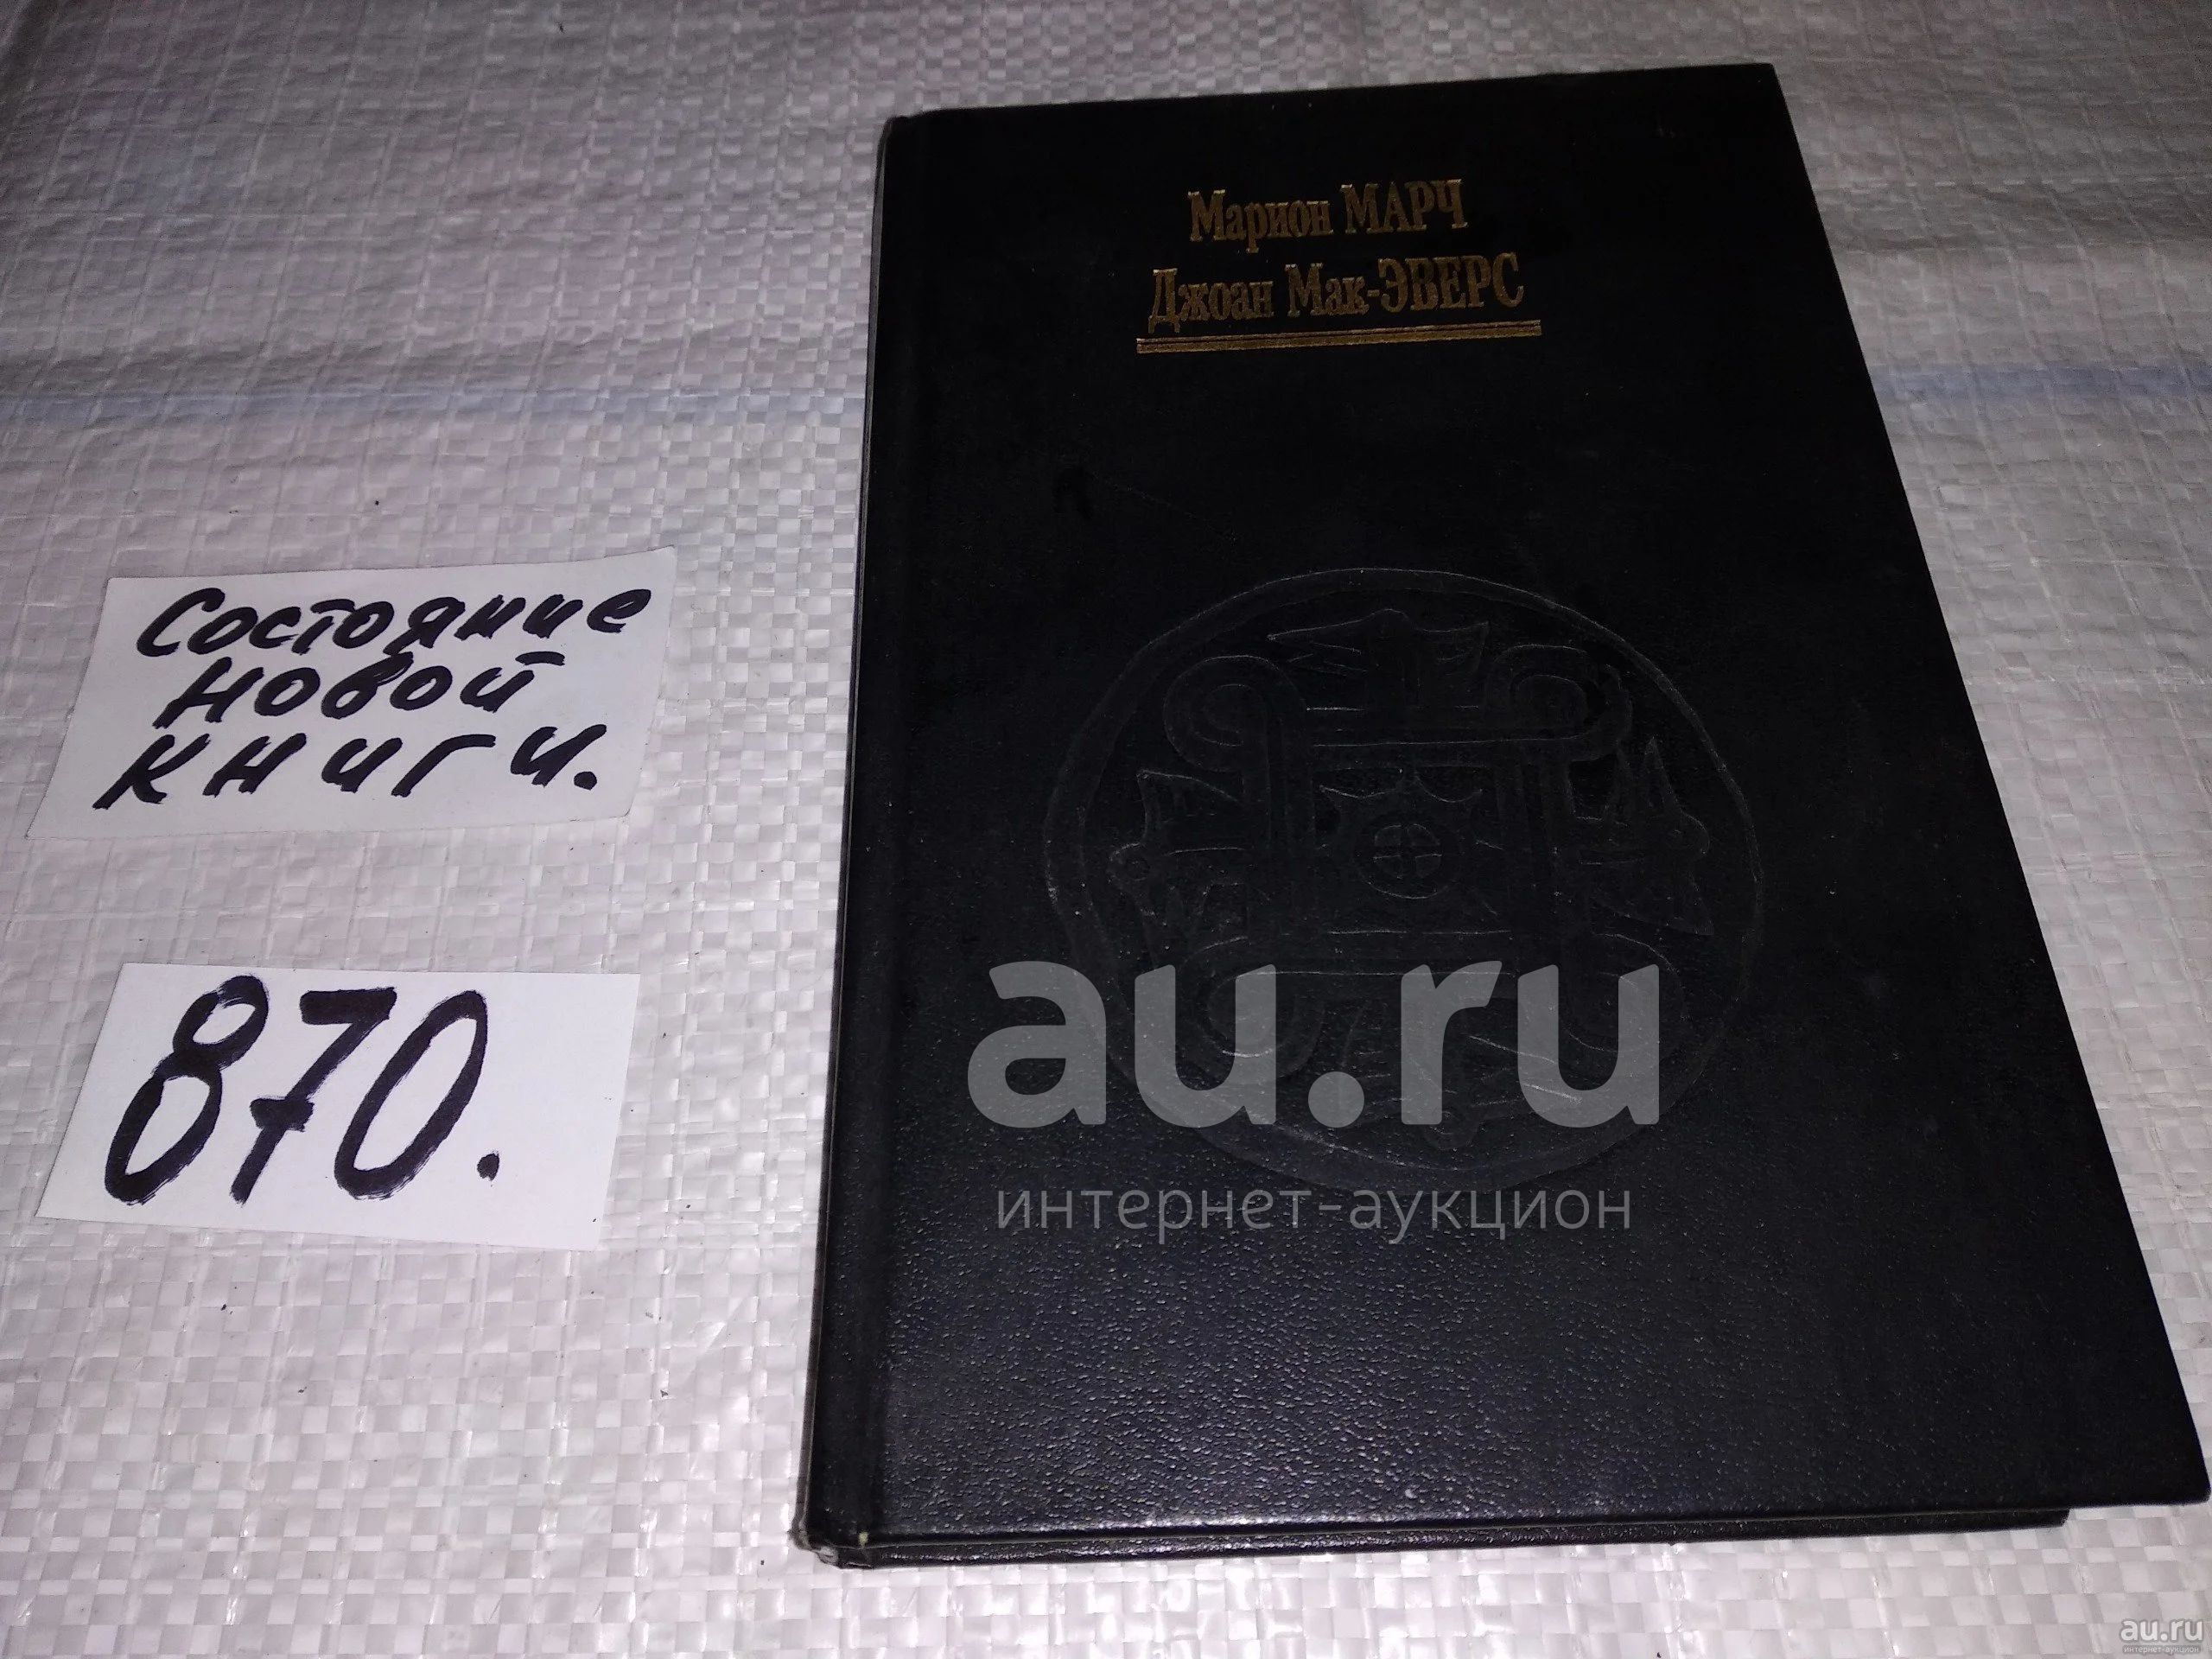 Марион МАРЧ
Джоан Мак-ЭВЕРС
Состояние
новой
книги.
870.
au.ru
интернет-аукцион
au.ru
интернет-аукцион